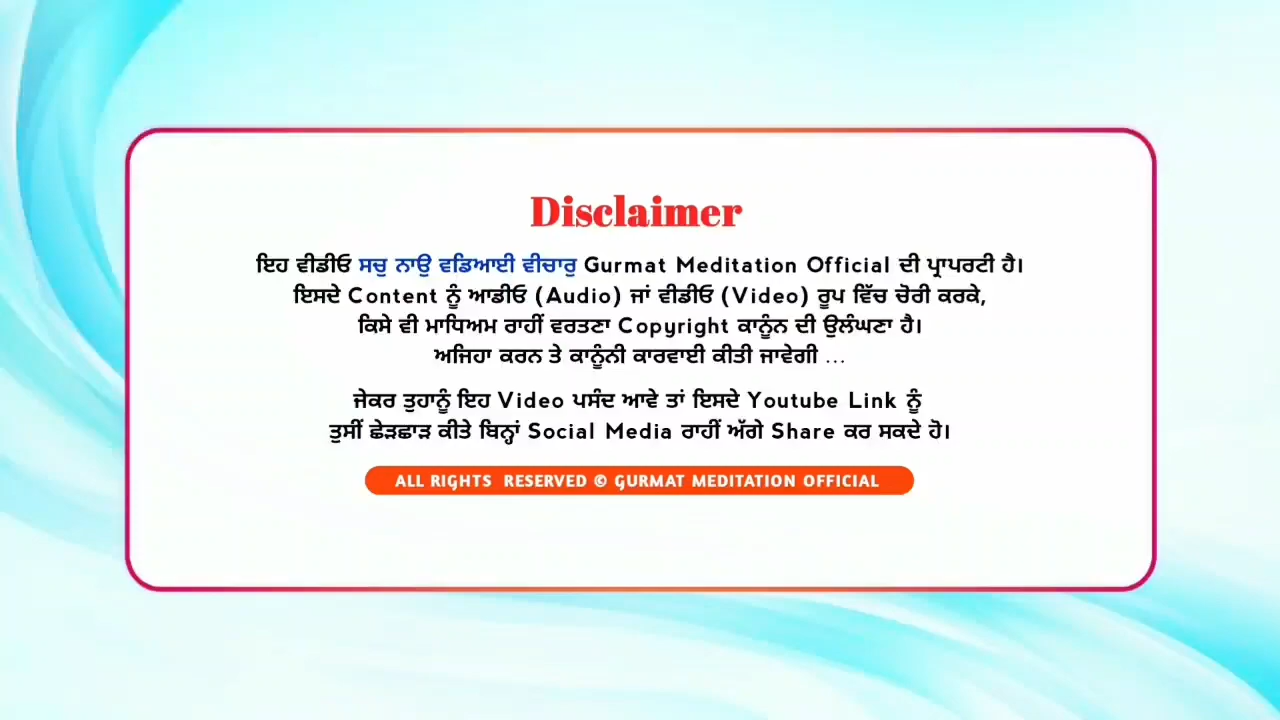 Disclaimer
ਇਹ ਵੀਡੀਓ ਸਚੁ ਨਾਉ ਵਡਿਆਈ ਵੀਚਾਰੁ Gurmat Meditation Official ਦੀ ਪ੍ਰਾਪਰਟੀ ਹੈ।
ਇਸਦੇ Content ਨੂੰ ਆਡੀਓ (Audio) ਜਾਂ ਵੀਡੀਓ (Video) ਰੂਪ ਵਿੱਚ ਚੋਰੀ ਕਰਕੇ,
ਕਿਸੇ ਵੀ ਮਾਧਿਅਮ ਰਾਹੀਂ ਵਰਤਣਾ Copyright ਕਾਨੂੰਨ ਦੀ ਉਲੰਘਣਾ ਹੈ।
ਅਜਿਹਾ ਕਰਨ ਤੇ ਕਾਨੂੰਨੀ ਕਾਰਵਾਈ ਕੀਤੀ ਜਾਵੇਗੀ ...
ਜੇਕਰ ਤੁਹਾਨੂੰ ਇਹ Video ਪਸੰਦ ਆਵੇ ਤਾਂ ਇਸਦੇ Youtube Link ਨੂੰ
ਤੁਸੀਂ ਛੇੜਛਾੜ ਕੀਤੇ ਬਿਨ੍ਹਾਂ Social Media ਰਾਹੀਂ ਅੱਗੇ Share ਕਰ ਸਕਦੇ ਹੋ।
ALL RIGHTS RESERVED © GURMAT MEDITATION OFFICIAL